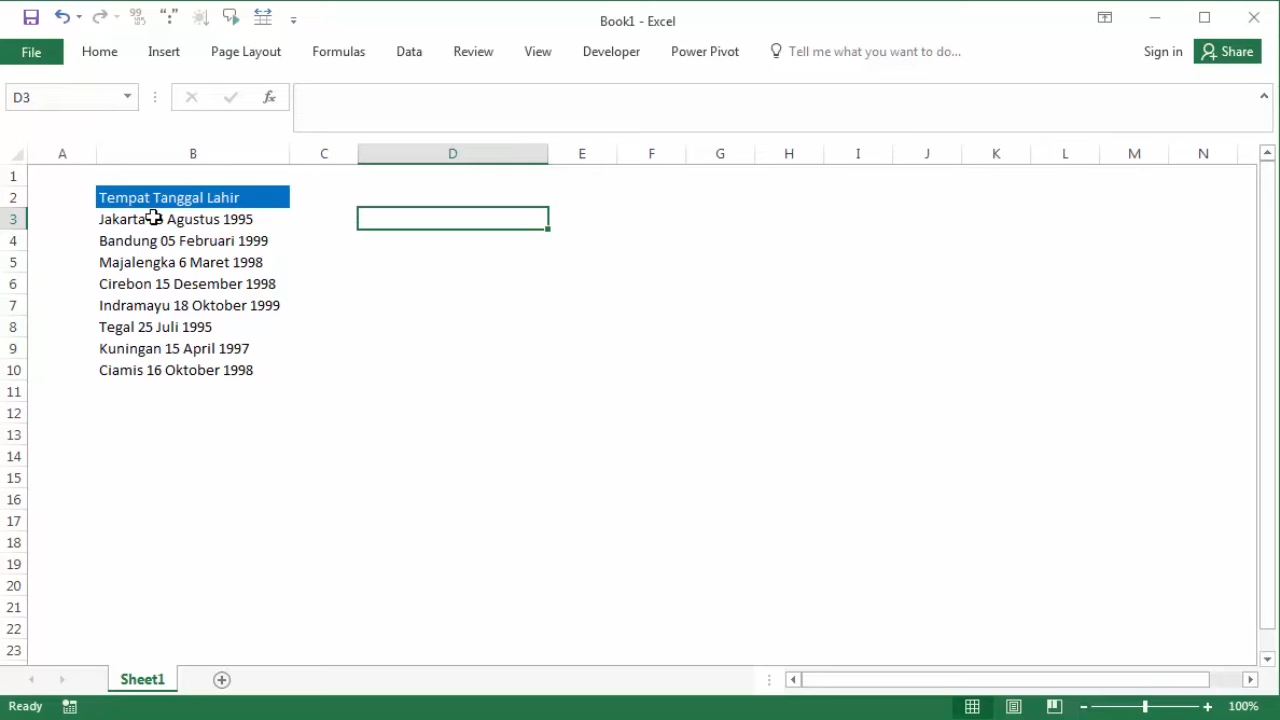 Book1 - Excel
File Home Insert Page Layout Formulas Data Review View Developer Power Pivot Tell me what you want to do... Sign in Share
D3 fx
A B C D E F G H I J K L M N
1
2 Tempat Tanggal Lahir
3 Jakarta Agustus 1995
4 Bandung 05 Februari 1999
5 Majalengka 6 Maret 1998
6 Cirebon 15 Desember 1998
7 Indramayu 18 Oktober 1999
8 Tegal 25 Juli 1995
9 Kuningan 15 April 1997
10 Ciamis 16 Oktober 1998
11
12
13
14
15
16
17
18
19
20
21
22
23
Sheet1
Ready 100%